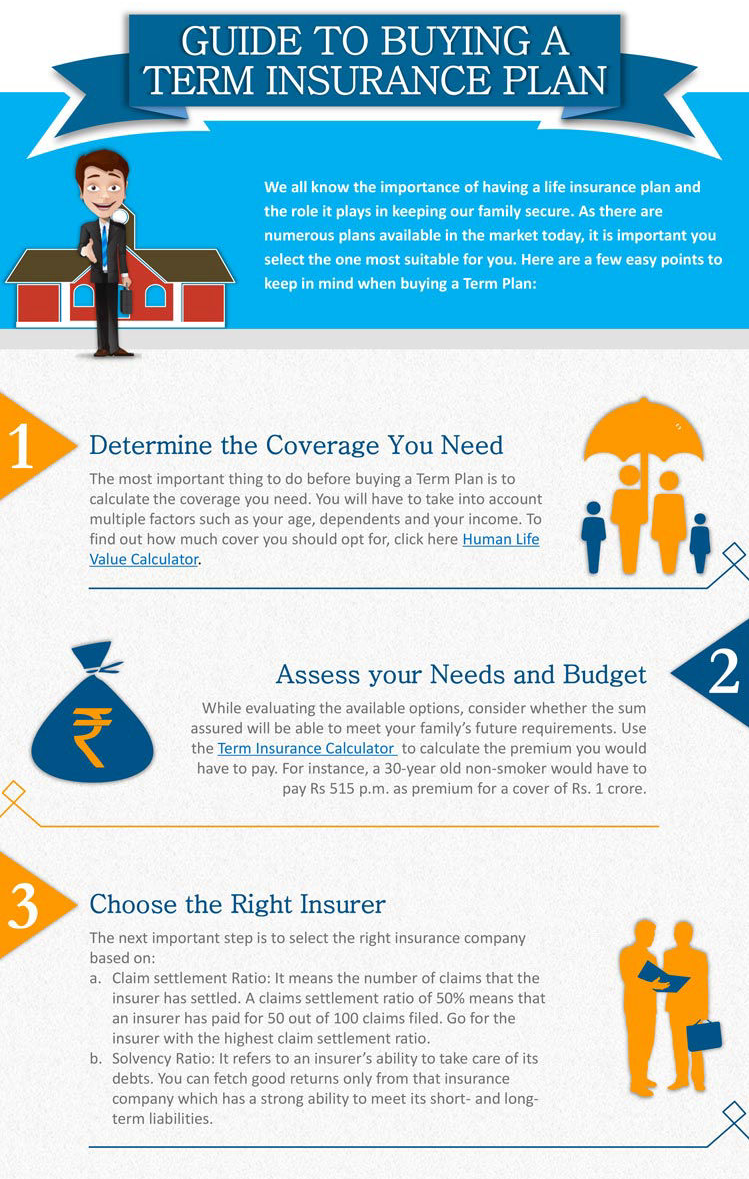 GUIDE TO BUYING A
TERM INSURANCE PLAN
We all know the importance of having a life insurance plan and
the role it plays in keeping our family secure. As there are
numerous plans available in the market today, it is important you
select the one most suitable for you. Here are a few easy points to
keep in mind when buying a Term Plan:
1
Determine the Coverage You Need
The most important thing to do before buying a Term Plan is to
calculate the coverage you need. You will have to take into account
multiple factors such as your age, dependents and your income. To
find out how much cover you should opt for, click here Human Life
Value Calculator.
2
Assess your Needs and Budget
While evaluating the available options, consider whether the sum
assured will be able to meet your family's future requirements. Use
the Term Insurance Calculator to calculate the premium you would
have to pay. For instance, a 30-year old non-smoker would have to
pay Rs 515 p.m. as premium for a cover of Rs. 1 crore.
₹
3
Choose the Right Insurer
The next important step is to select the right insurance company
based on:
a. Claim settlement Ratio: It means the number of claims that the
insurer has settled. A claims settlement ratio of 50% means that
an insurer has paid for 50 out of 100 claims filed. Go for the
insurer with the highest claim settlement ratio.
b. Solvency Ratio: It refers to an insurer's ability to take care of its
debts. You can fetch good returns only from that insurance
company which has a strong ability to meet its short- and long-
term liabilities.